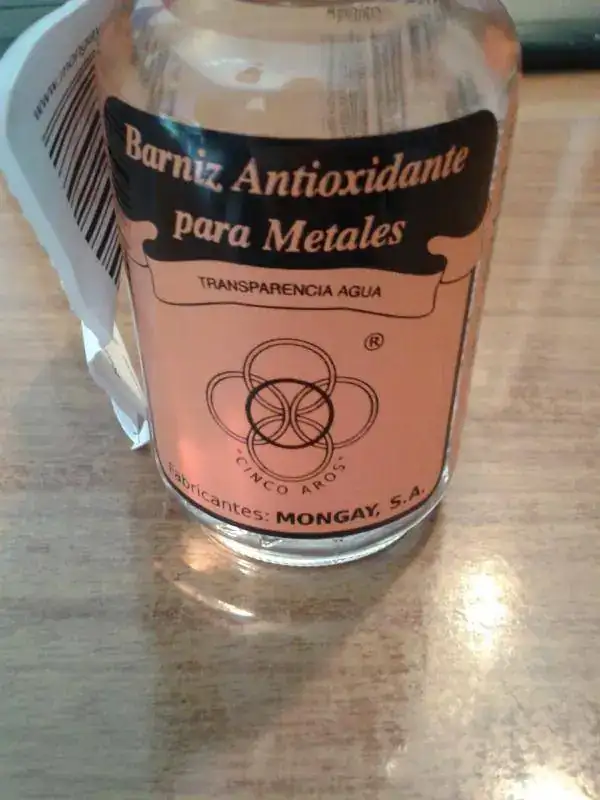 Barniz Antioxidante
para Metales
TRANSPARENCIA AGUA
®
"CINCO AROS"
Fabricantes: MONGAY, S.A.